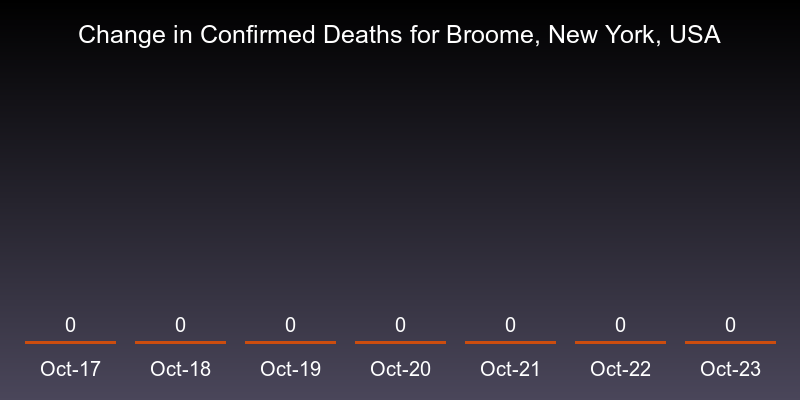 Change in Confirmed Deaths for Broome, New York, USA
0 0 0 0 0 0 0
Oct-17 Oct-18 Oct-19 Oct-20 Oct-21 Oct-22 Oct-23